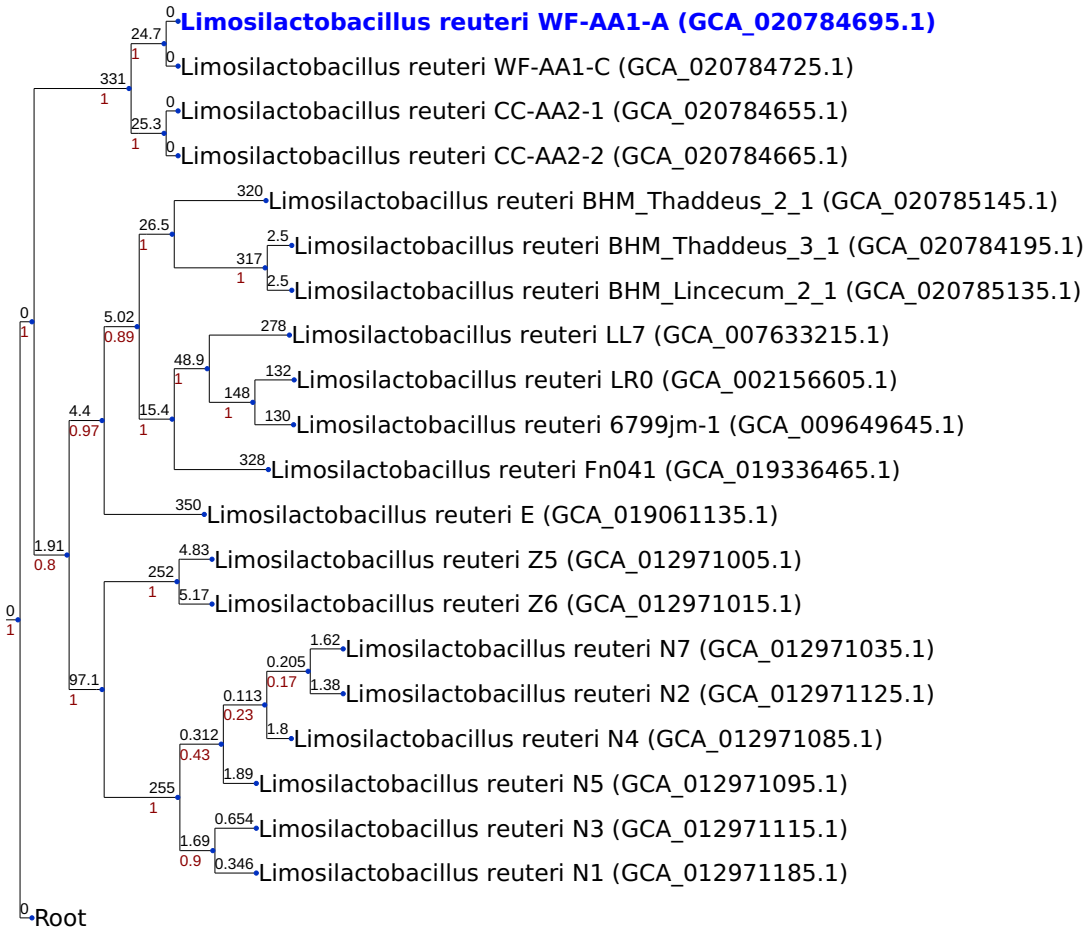 0
Limosilactobacillus reuteri WF-AA1-A (GCA_020784695.1)
24.7
1
0
Limosilactobacillus reuteri WF-AA1-C (GCA_020784725.1)
331
1
0
Limosilactobacillus reuteri CC-AA2-1 (GCA_020784655.1)
25.3
1
0
Limosilactobacillus reuteri CC-AA2-2 (GCA_020784665.1)
320
Limosilactobacillus reuteri BHM_Thaddeus_2_1 (GCA_020785145.1)
26.5
1
2.5
Limosilactobacillus reuteri BHM_Thaddeus_3_1 (GCA_020784195.1)
317
1
2.5
Limosilactobacillus reuteri BHM_Lincecum_2_1 (GCA_020785135.1)
0
1
5.02
0.89
278
Limosilactobacillus reuteri LL7 (GCA_007633215.1)
48.9
1
132
Limosilactobacillus reuteri LR0 (GCA_002156605.1)
148
1
4.4
0.97
15.4
1
130
Limosilactobacillus reuteri 6799jm-1 (GCA_009649645.1)
328
Limosilactobacillus reuteri Fn041 (GCA_019336465.1)
350
Limosilactobacillus reuteri E (GCA_019061135.1)
1.91
0.8
4.83
Limosilactobacillus reuteri Z5 (GCA_012971005.1)
252
1
5.17
Limosilactobacillus reuteri Z6 (GCA_012971015.1)
0
1
1.62
Limosilactobacillus reuteri N7 (GCA_012971035.1)
0.205
0.17
97.1
1
1.38
Limosilactobacillus reuteri N2 (GCA_012971125.1)
0.113
0.23
1.8
Limosilactobacillus reuteri N4 (GCA_012971085.1)
0.312
0.43
1.89
Limosilactobacillus reuteri N5 (GCA_012971095.1)
255
1
0.654
Limosilactobacillus reuteri N3 (GCA_012971115.1)
1.69
0.9
0.346
Limosilactobacillus reuteri N1 (GCA_012971185.1)
0
Root